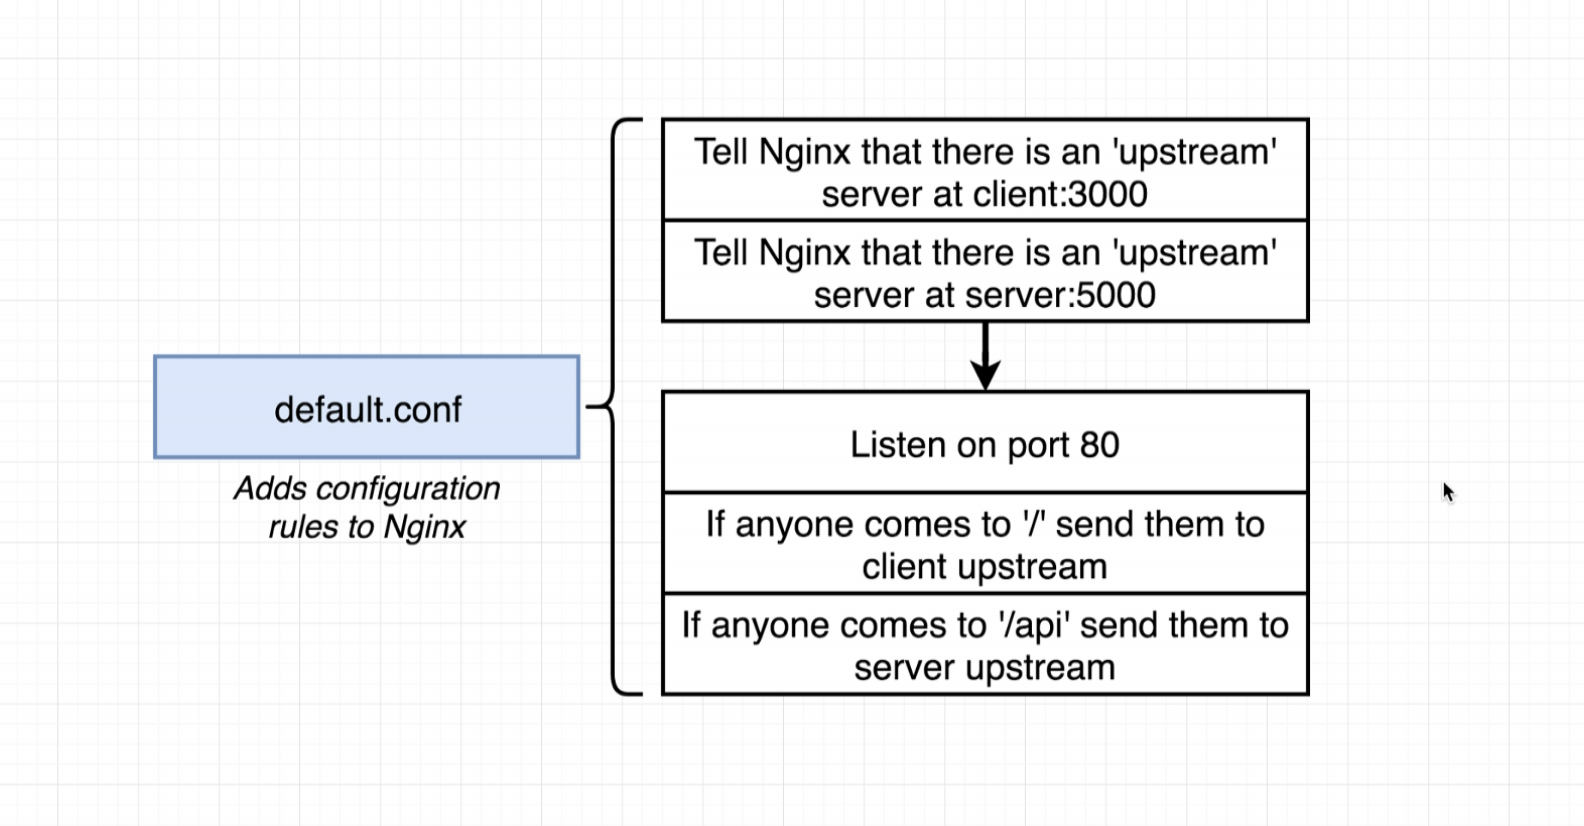 Tell Nginx that there is an 'upstream'
server at client:3000
Tell Nginx that there is an 'upstream'
server at server:5000
default.conf
Adds configuration
rules to Nginx
Listen on port 80
If anyone comes to '/' send them to
client upstream
If anyone comes to '/api' send them to
server upstream